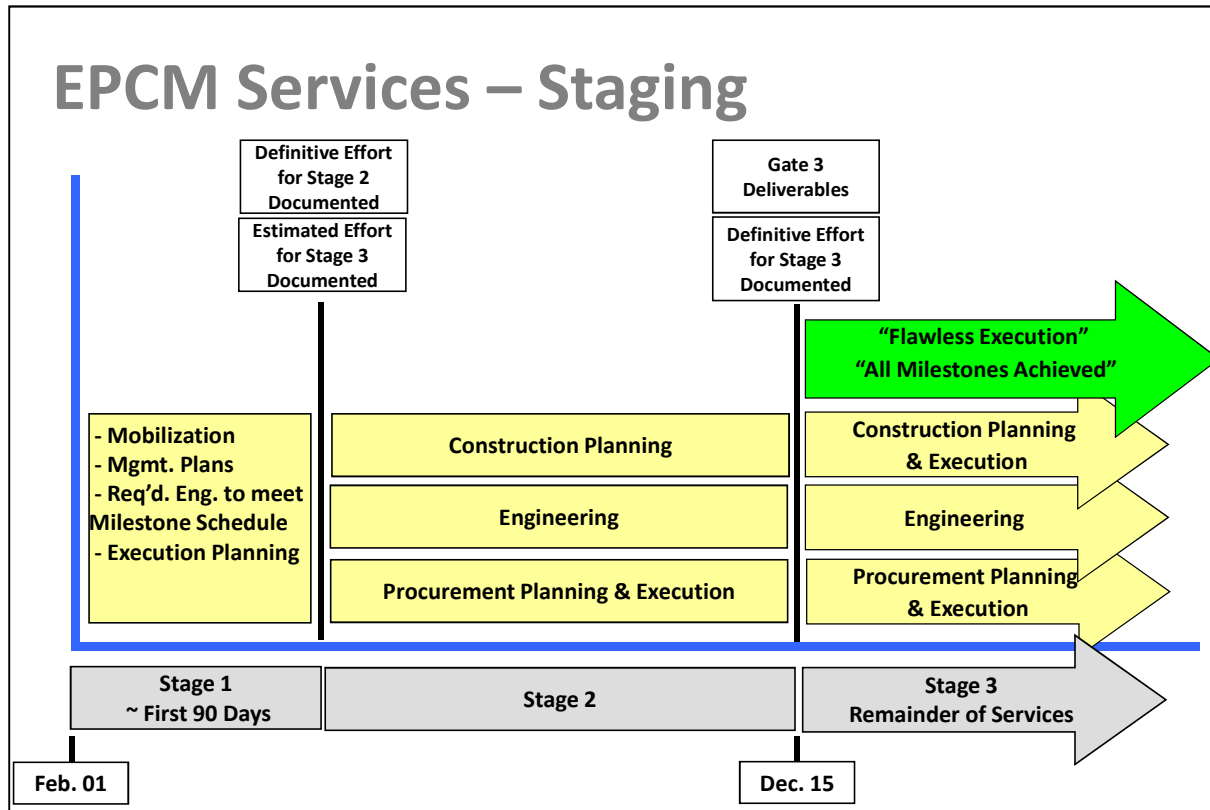 EPCM Services – Staging
Definitive Effort
for Stage 2
Documented
Estimated Effort
for Stage 3
Documented
Gate 3
Deliverables
Definitive Effort
for Stage 3
Documented
“Flawless Execution”
“All Milestones Achieved”
- Mobilization
- Mgmt. Plans
- Req’d. Eng. to meet
Milestone Schedule
- Execution Planning
Construction Planning
Engineering
Procurement Planning & Execution
Construction Planning
& Execution
Engineering
Procurement Planning
& Execution
Stage 1
~ First 90 Days
Stage 2
Stage 3
Remainder of Services
Feb. 01
Dec. 15